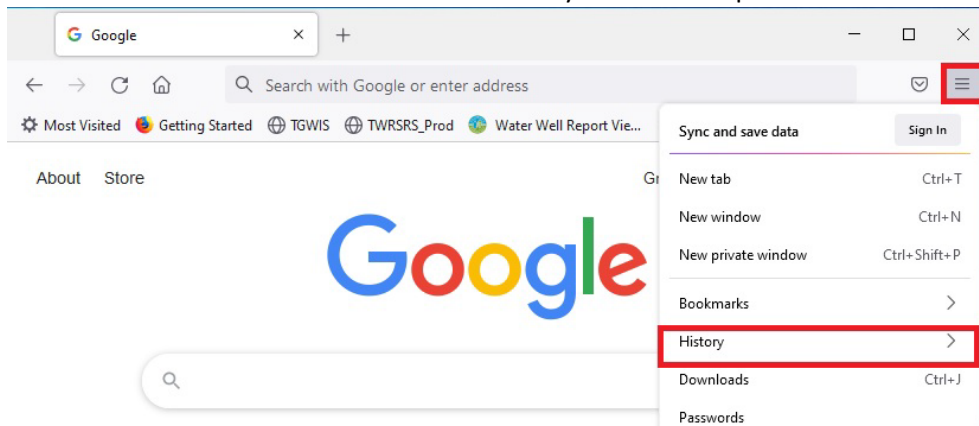 Google
Search with Google or enter address
Most Visited Getting Started TGWIS TWRSRS_Prod Water Well Report Vie...
Sync and save data Sign In
About Store
New tab Ctrl+T
New window Ctrl+N
New private window Ctrl+Shift+P
Google
Bookmarks
History
Downloads Ctrl+J
Passwords